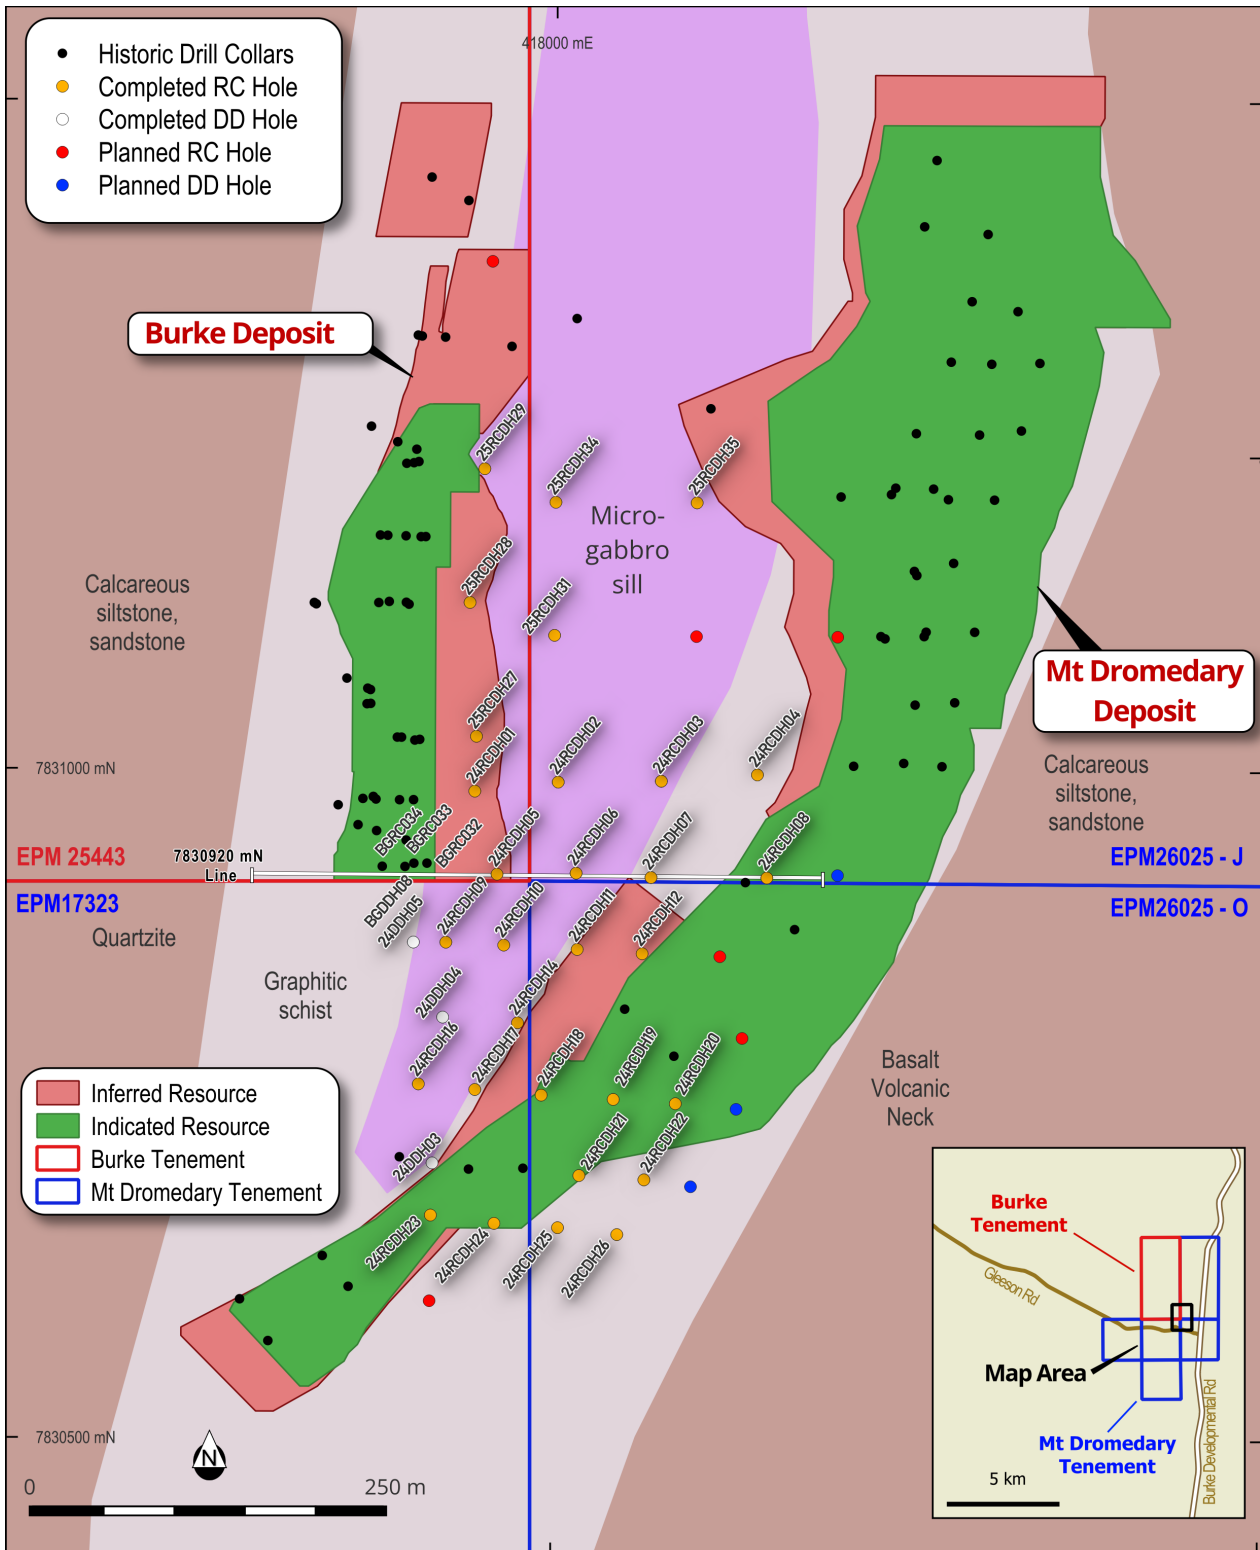 Historic Drill Collars
Completed RC Hole
Completed DD Hole
Planned RC Hole
Planned DD Hole
418000 mE
Burke Deposit
25RCDH29
25RCDH34
25RCDH35
Micro-
gabbro
sill
Calcareous
siltstone,
sandstone
25RCDH28
25RCDH31
Mt Dromedary
Deposit
25RCDH27
24RCDH01
24RCDH02
24RCDH03
24RCDH04
7831000 mN
Calcareous
siltstone,
sandstone
BGRC034
BGRC033
BGRC032
24RCDH05
24RCDH06
24RCDH07
24RCDH08
EPM 25443
7830920 mN
Line
EPM26025 - J
EPM17323
EPM26025 - O
Quartzite
BGDDH08
24DDH05
24RCDH09
24RCDH10
24RCDH11
24RCDH12
Graphitic
schist
24DDH04
24RCDH14
24RCDH16
24RCDH17
24RCDH18
24RCDH19
24RCDH20
Basalt
Volcanic
Neck
Inferred Resource
Indicated Resource
Burke Tenement
Mt Dromedary Tenement
24DDH03
24RCDH21
24RCDH22
24RCDH23
24RCDH24
24RCDH25
24RCDH26
Burke
Tenement
Gleeson Rd
Map Area
Mt Dromedary
Tenement
Burke Developmental Rd
5 km
7830500 mN
N
0 250 m